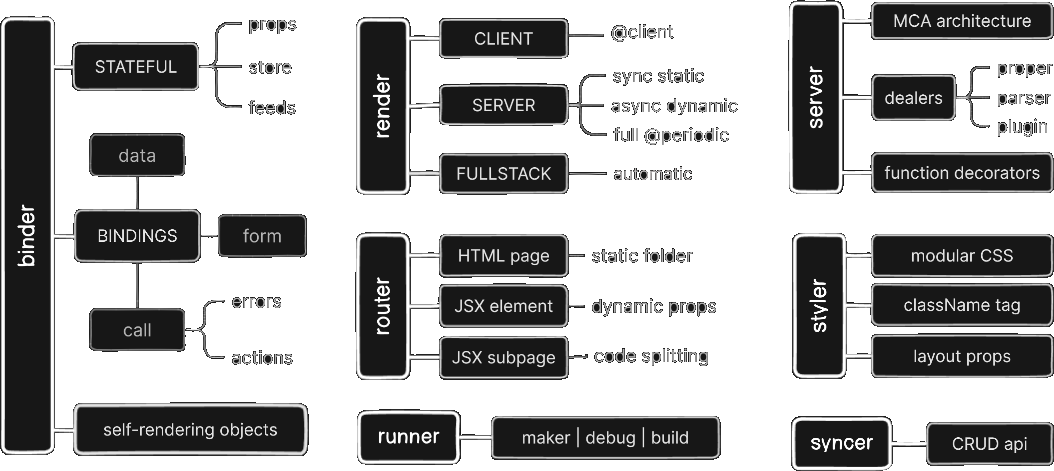 binder
STATEFUL
props
store
feeds
data
BINDINGS
form
call
errors
actions
self-rendering objects
render
CLIENT
@client
SERVER
sync static
async dynamic
full @periodic
FULLSTACK
automatic
router
HTML page
static folder
JSX element
dynamic props
JSX subpage
code splitting
runner
maker | debug | build
server
MCA architecture
dealers
proper
parser
plugin
function decorators
styler
modular CSS
className tag
layout props
syncer
CRUD api